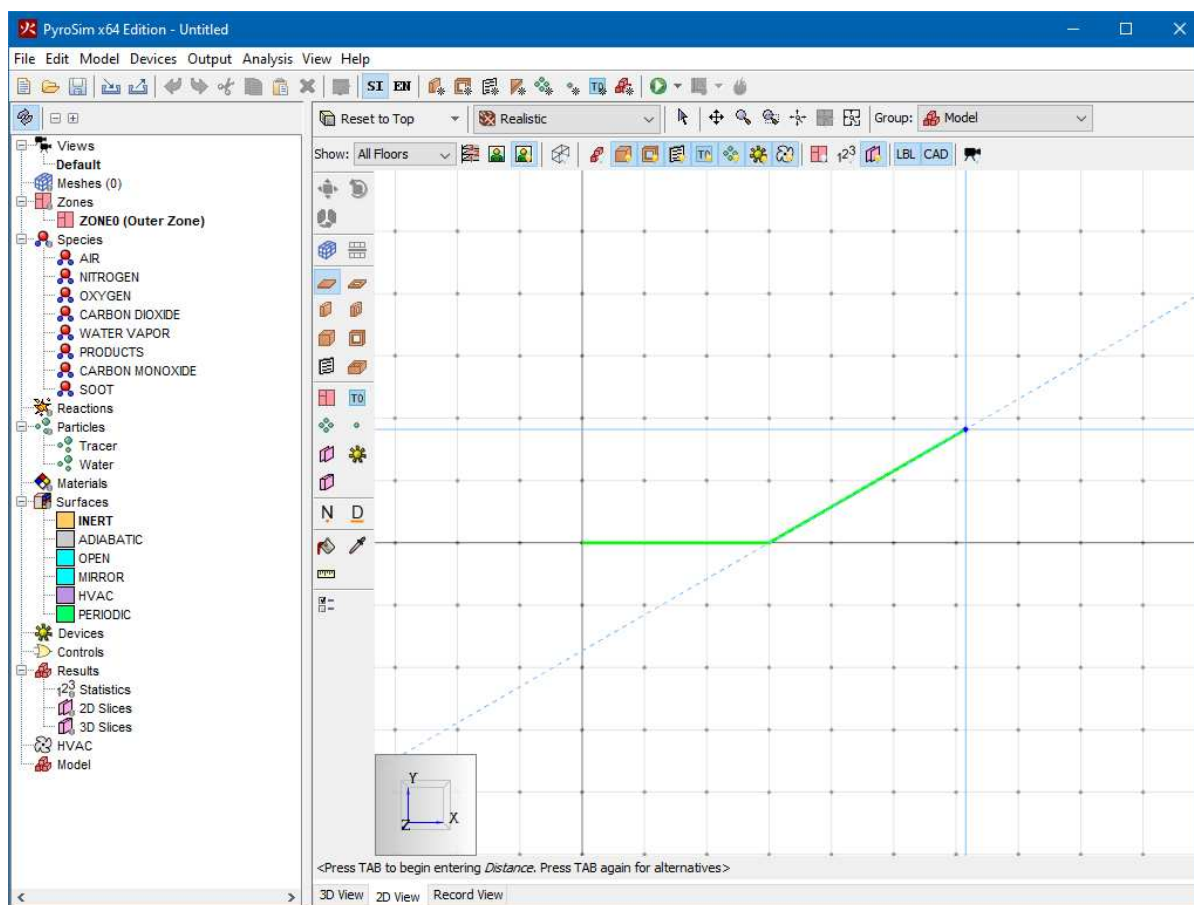 PyroSim x64 Edition - Untitled
File Edit Model Devices Output Analysis View Help
SI EN
Reset to Top Realistic Group: Model
Show: All Floors 123 LBL CAD
Views
Default
Meshes (0)
Zones
ZONE0 (Outer Zone)
Species
AIR
NITROGEN
OXYGEN
CARBON DIOXIDE
WATER VAPOR
PRODUCTS
CARBON MONOXIDE
SOOT
Reactions
Particles
Tracer
Water
Materials
Surfaces
INERT
ADIABATIC
OPEN
MIRROR
HVAC
PERIODIC
Devices
Controls
Results
Statistics
2D Slices
3D Slices
HVAC
Model
T0
N D
Y
Z X
<Press TAB to begin entering Distance. Press TAB again for alternatives>
3D View 2D View Record View